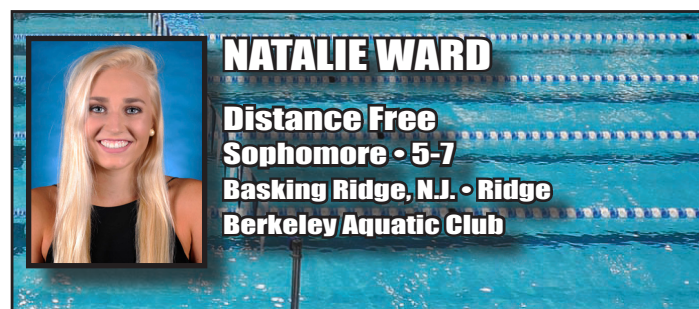 NATALIE WARD
Distance Free
Sophomore • 5-7
Basking Ridge, N.J. • Ridge
Berkeley Aquatic Club